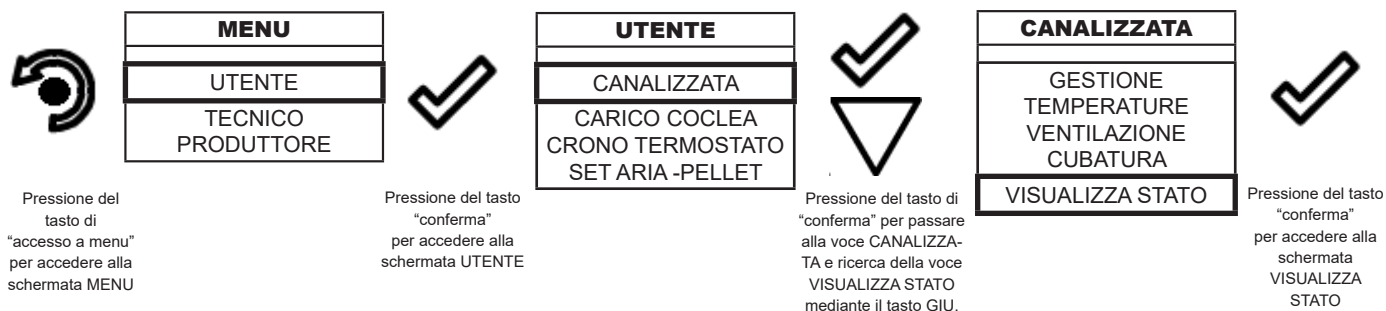 MENU
UTENTE
TECNICO
PRODUTTORE
UTENTE
CANALIZZATA
CARICO COCLEA
CRONO TERMOSTATO
SET ARIA -PELLET
CANALIZZATA
GESTIONE
TEMPERATURE
VENTILAZIONE
CUBATURA
VISUALIZZA STATO
Pressione del
tasto di
“accesso a menu”
per accedere alla
schermata MENU
Pressione del tasto
“conferma”
per accedere alla
schermata UTENTE
Pressione del tasto di
“conferma” per passare
alla voce CANALIZZA-
TA e ricerca della voce
VISUALIZZA STATO
mediante il tasto GIU.
Pressione del tasto
“conferma”
per accedere alla
schermata
VISUALIZZA
STATO